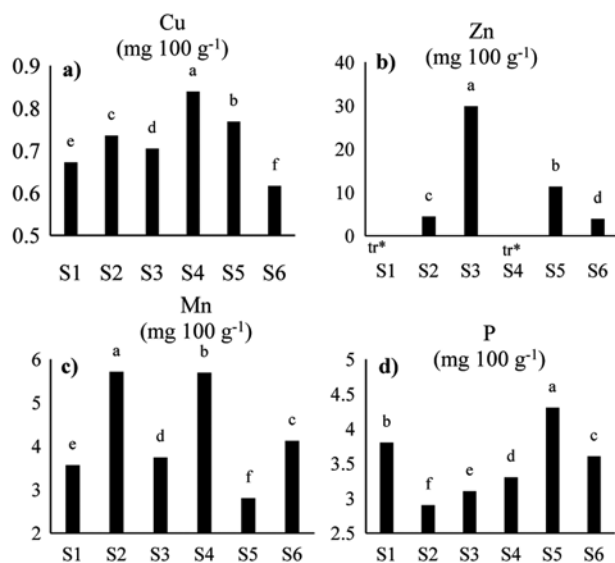 Cu
(mg 100 g⁻¹)
a)
0.9
0.8
0.7
0.6
0.5
e
c
d
a
b
f
S1 S2 S3 S4 S5 S6
Zn
(mg 100 g⁻¹)
b)
40
30
20
10
0
tr*
c
a
tr*
b
d
S1 S2 S3 S4 S5 S6
Mn
(mg 100 g⁻¹)
c)
6
5
4
3
2
e
a
d
b
f
c
S1 S2 S3 S4 S5 S6
P
(mg 100 g⁻¹)
d)
5
4.5
4
3.5
3
2.5
b
f
e
d
a
c
S1 S2 S3 S4 S5 S6